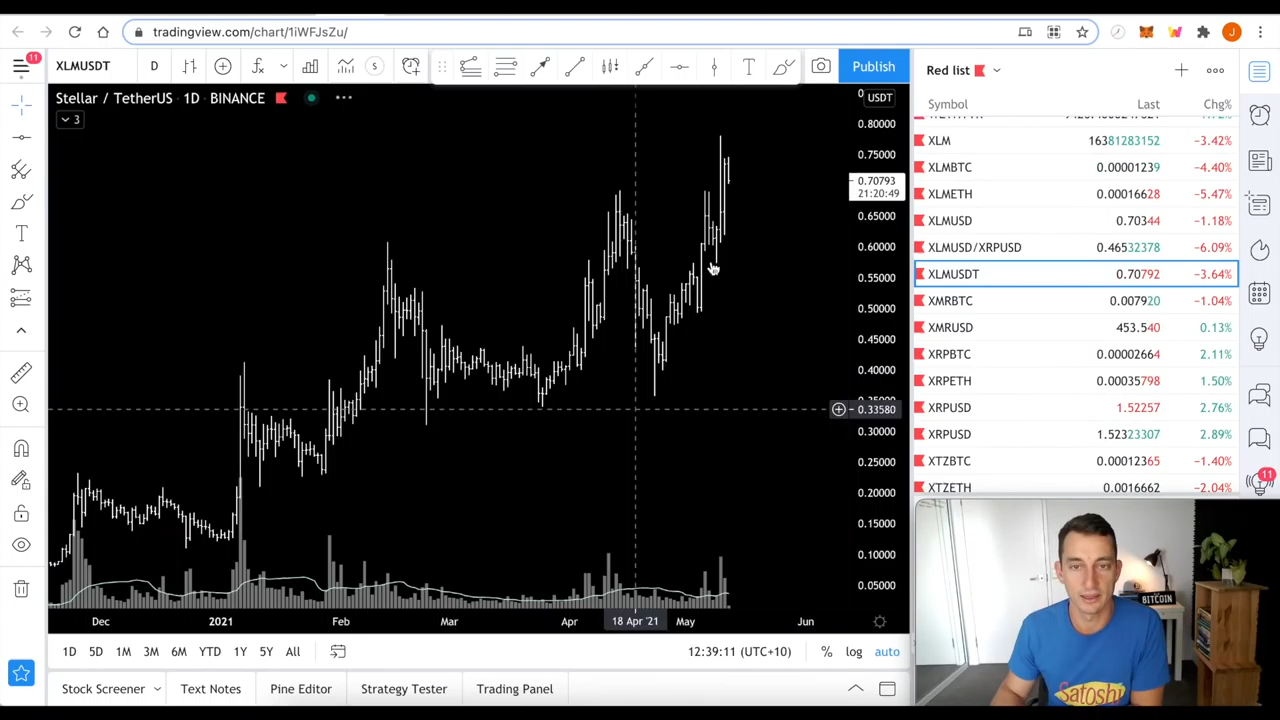 tradingview.com/chart/1iWFJsZu/
J
11
XLMUSDT
D
S
T
Publish
Red list
Stellar / TetherUS · 1D · BINANCE
USDT
3
Symbol Last Chg%
XLM 16381283152 −3.42%
XLMBTC 0.00001239 −4.40%
XLMETH 0.00016628 −5.47%
XLMUSD 0.70344 −1.18%
XLMUSD/XRPUSD 0.46532378 −6.09%
XLMUSDT 0.70792 −3.64%
XMRBTC 0.007920 −1.04%
XMRUSD 453.540 0.13%
XRPBTC 0.00002664 2.11%
XRPETH 0.00035798 1.50%
XRPUSD 1.52257 2.76%
XRPUSD 1.52323307 2.89%
XTZBTC 0.00012365 −1.40%
XTZETH 0.0016662 −2.04%
0.80000
0.75000
0.70793
21:20:49
0.65000
0.60000
0.55000
0.50000
0.45000
0.40000
0.33580
0.30000
0.25000
0.20000
0.15000
0.10000
0.05000
Dec 2021 Feb Mar Apr 18 Apr '21 May Jun
1D 5D 1M 3M 6M YTD 1Y 5Y All
12:39:11 (UTC+10) % log auto
Stock Screener Text Notes Pine Editor Strategy Tester Trading Panel
11
BITCOIN
Satoshi